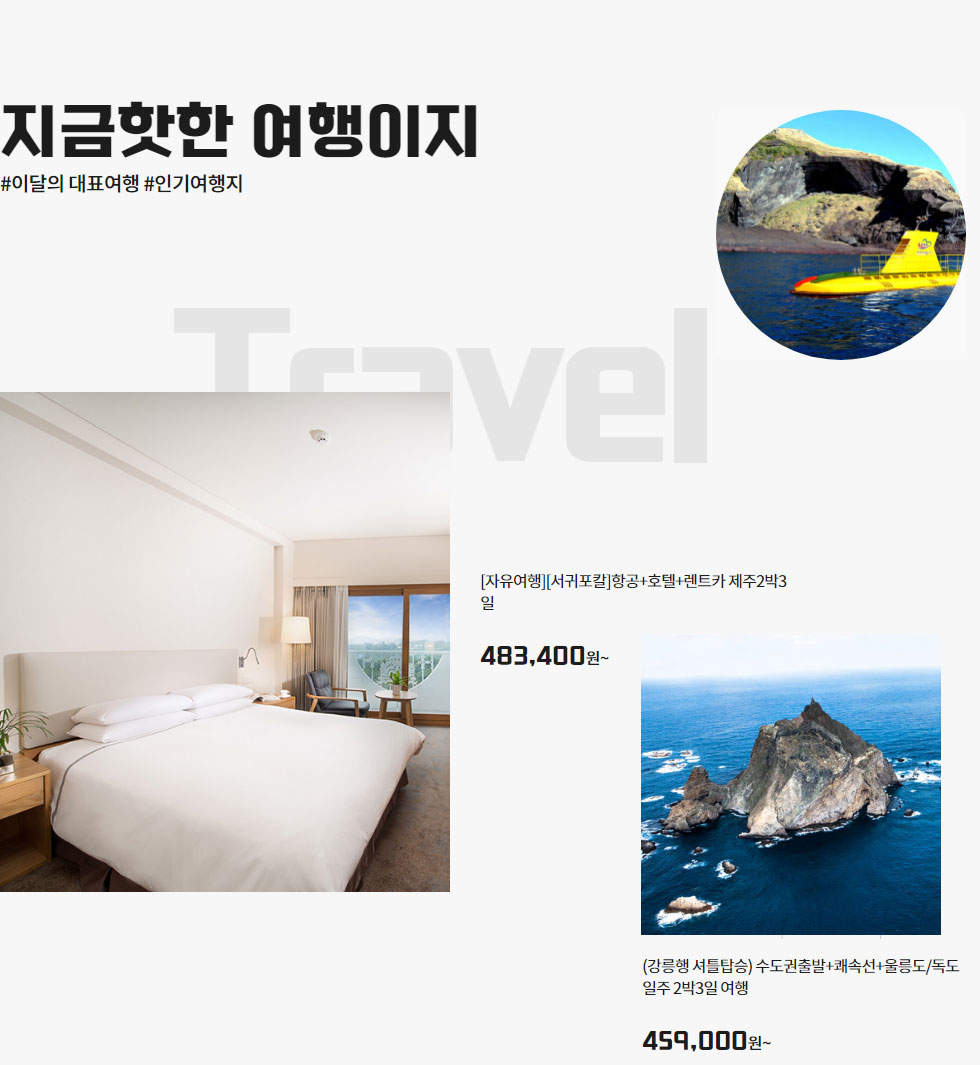 지금핫한 여행이지
#이달의 대표여행 #인기여행지
Travel
[자유여행][서귀포칼]항공+호텔+렌트카 제주2박3
일
483,400원~
(강릉행 셔틀탑승) 수도권출발+쾌속선+울릉도/독도
일주 2박3일 여행
459,000원~